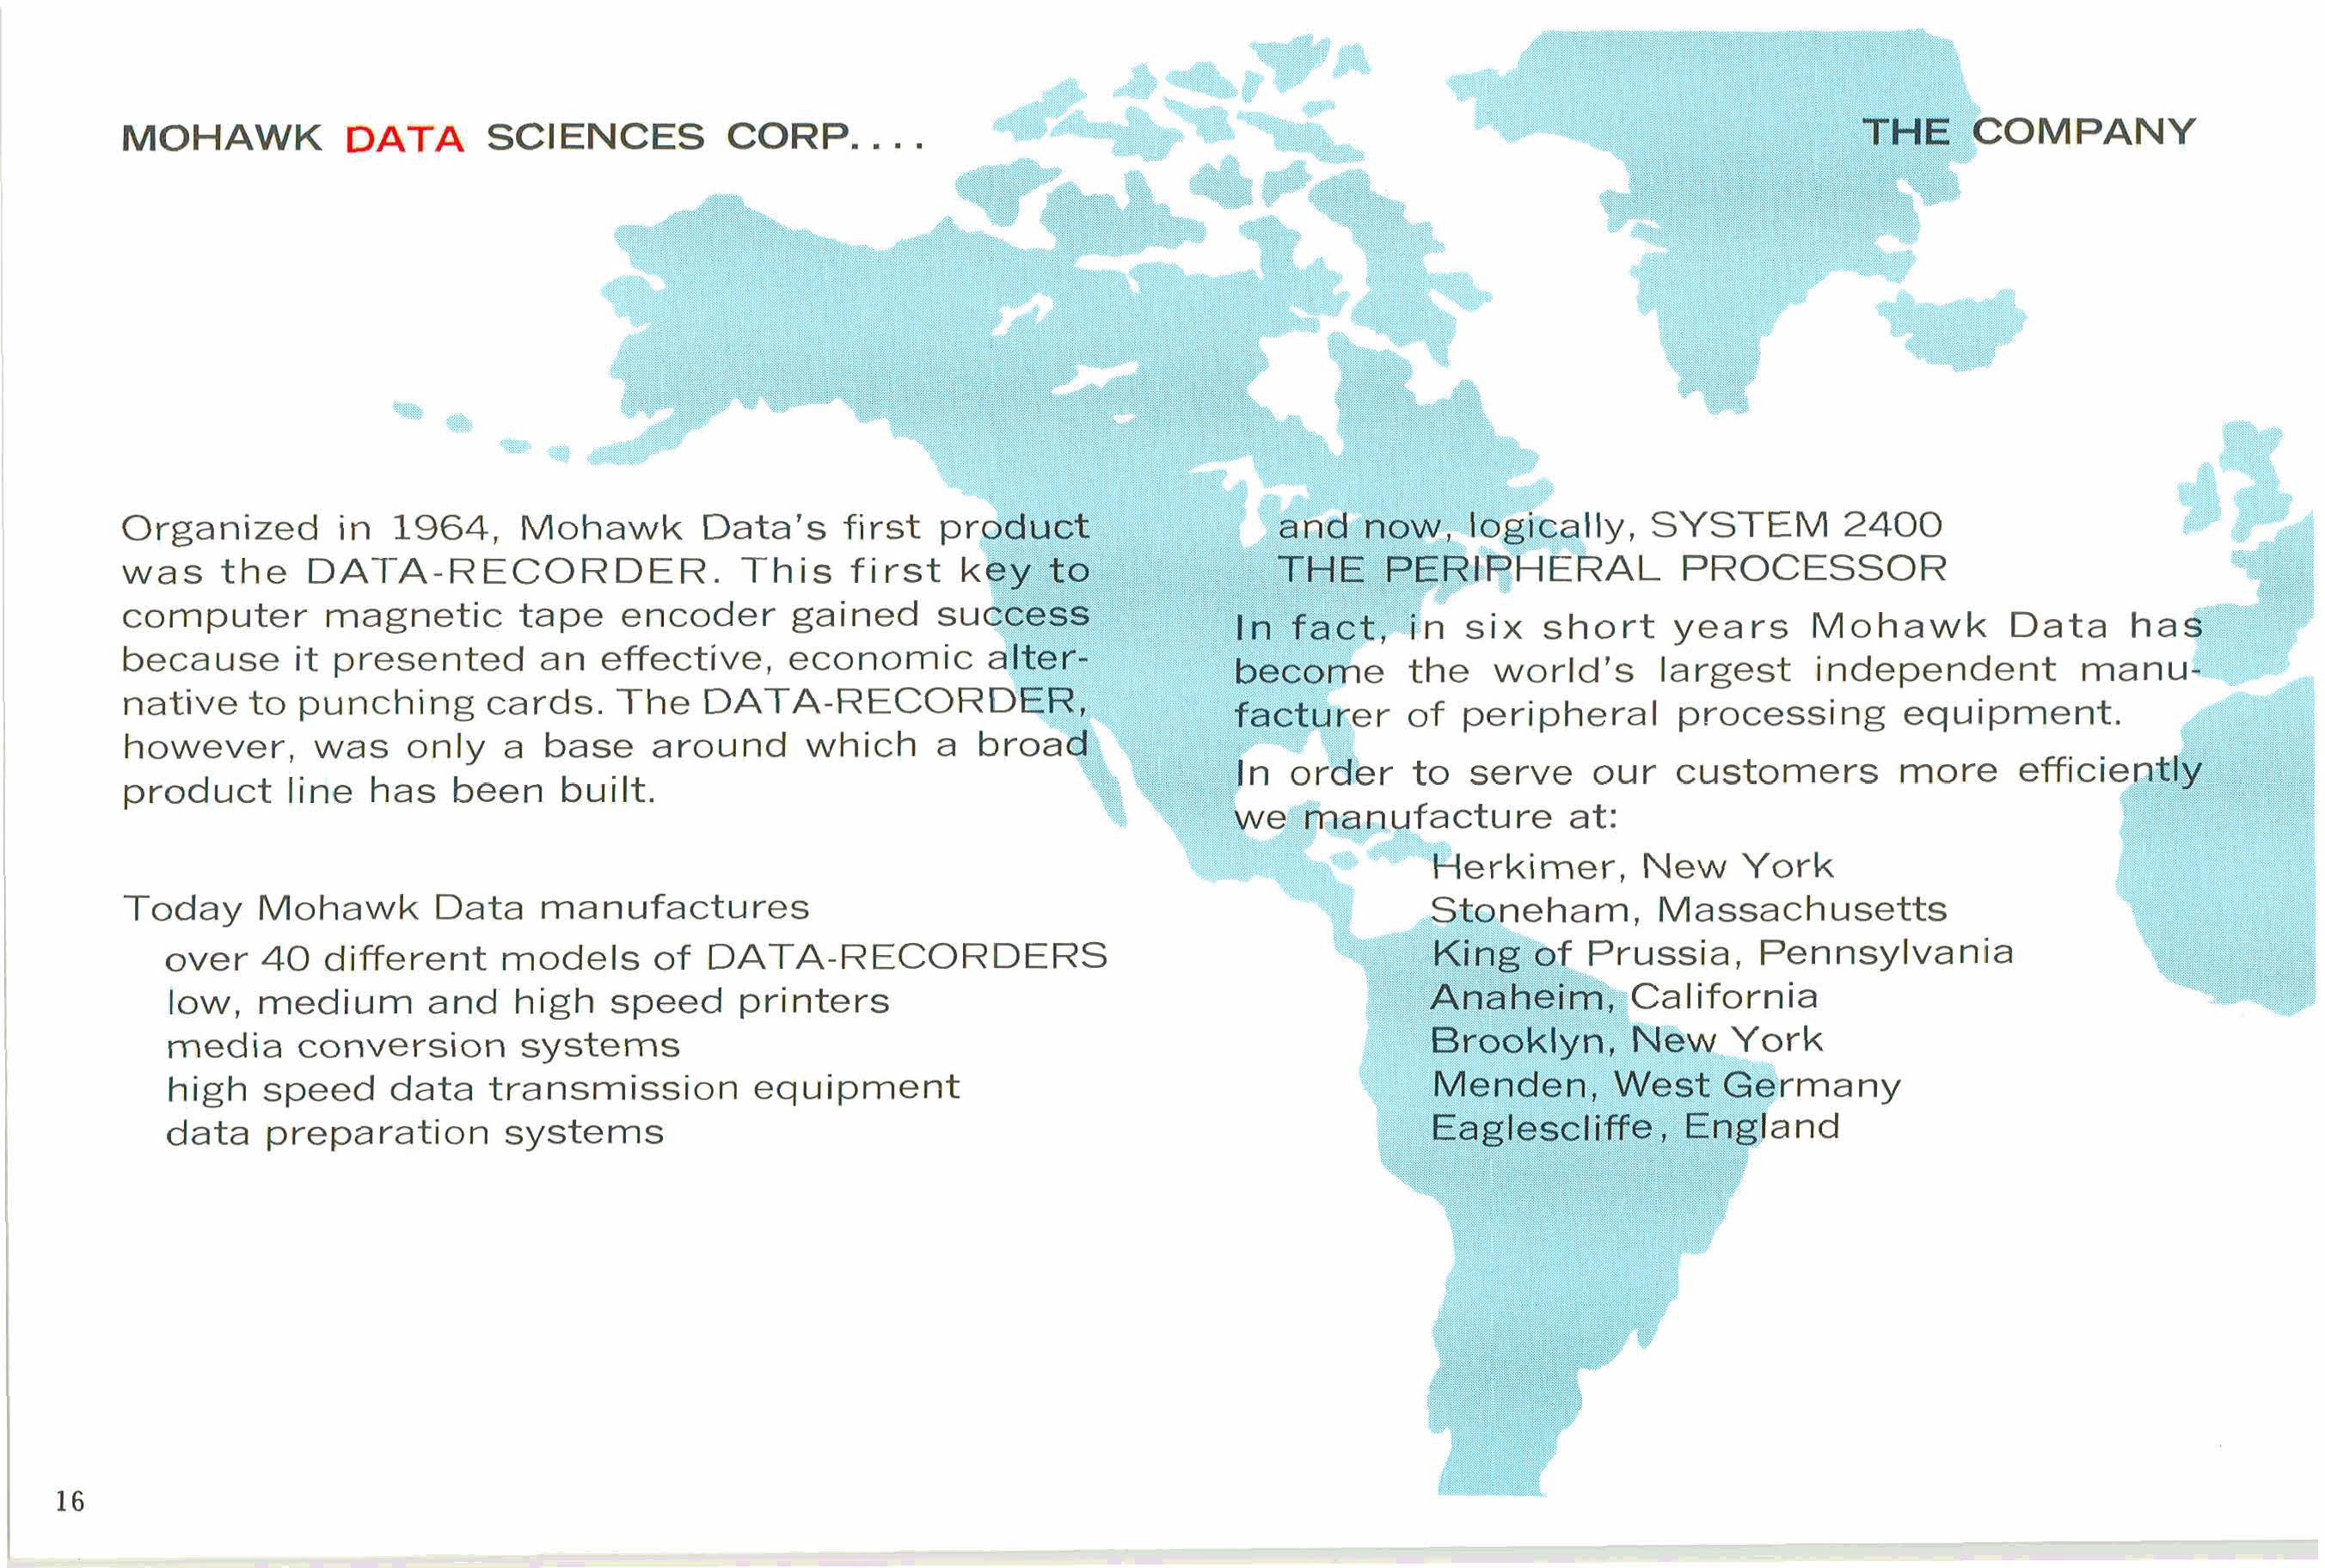 MOHAWK DATA SCIENCES CORP. . . .
THE COMPANY
Organized in 1964, Mohawk Data's first product
was the DATA-RECORDER. This first key to
computer magnetic tape encoder gained success
because it presented an effective, economic alter-
native to punching cards. The DATA-RECORDER,
however, was only a base around which a broad
product line has been built.
Today Mohawk Data manufactures
over 40 different models of DATA-RECORDERS
low, medium and high speed printers
media conversion systems
high speed data transmission equipment
data preparation systems
and now, logically, SYSTEM 2400
THE PERIPHERAL PROCESSOR
In fact, in six short years Mohawk Data has
become the world's largest independent manu-
facturer of peripheral processing equipment.
In order to serve our customers more efficiently
we manufacture at:
Herkimer, New York
Stoneham, Massachusetts
King of Prussia, Pennsylvania
Anaheim, California
Brooklyn, New York
Menden, West Germany
Eaglescliffe, England
16